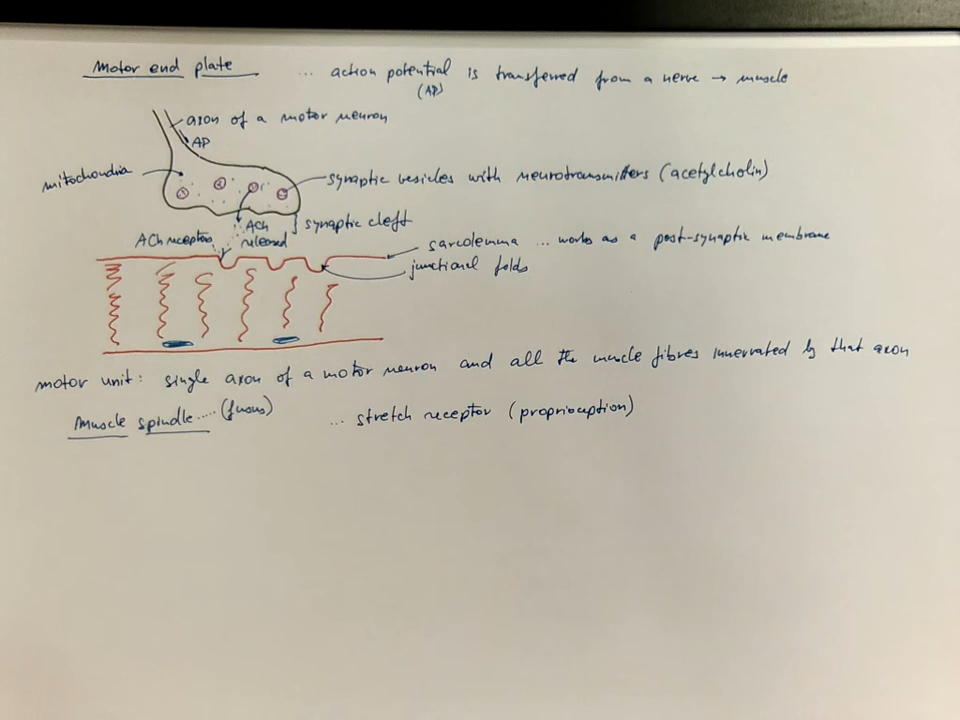 Motor end plate ... action potential is transferred from a nerve → muscle
(AP)
axon of a motor neuron
AP
mitochondria
synaptic vesicles with neurotransmitters (acetylcholin)
ACh released
synaptic cleft
ACh receptors
sarcolemma ... works as a post-synaptic membrane
junctional folds
motor unit: single axon of a motor neuron and all the muscle fibres innervated by that axon
Muscle spindle ..... (fusus) ... stretch receptor (proprioception)